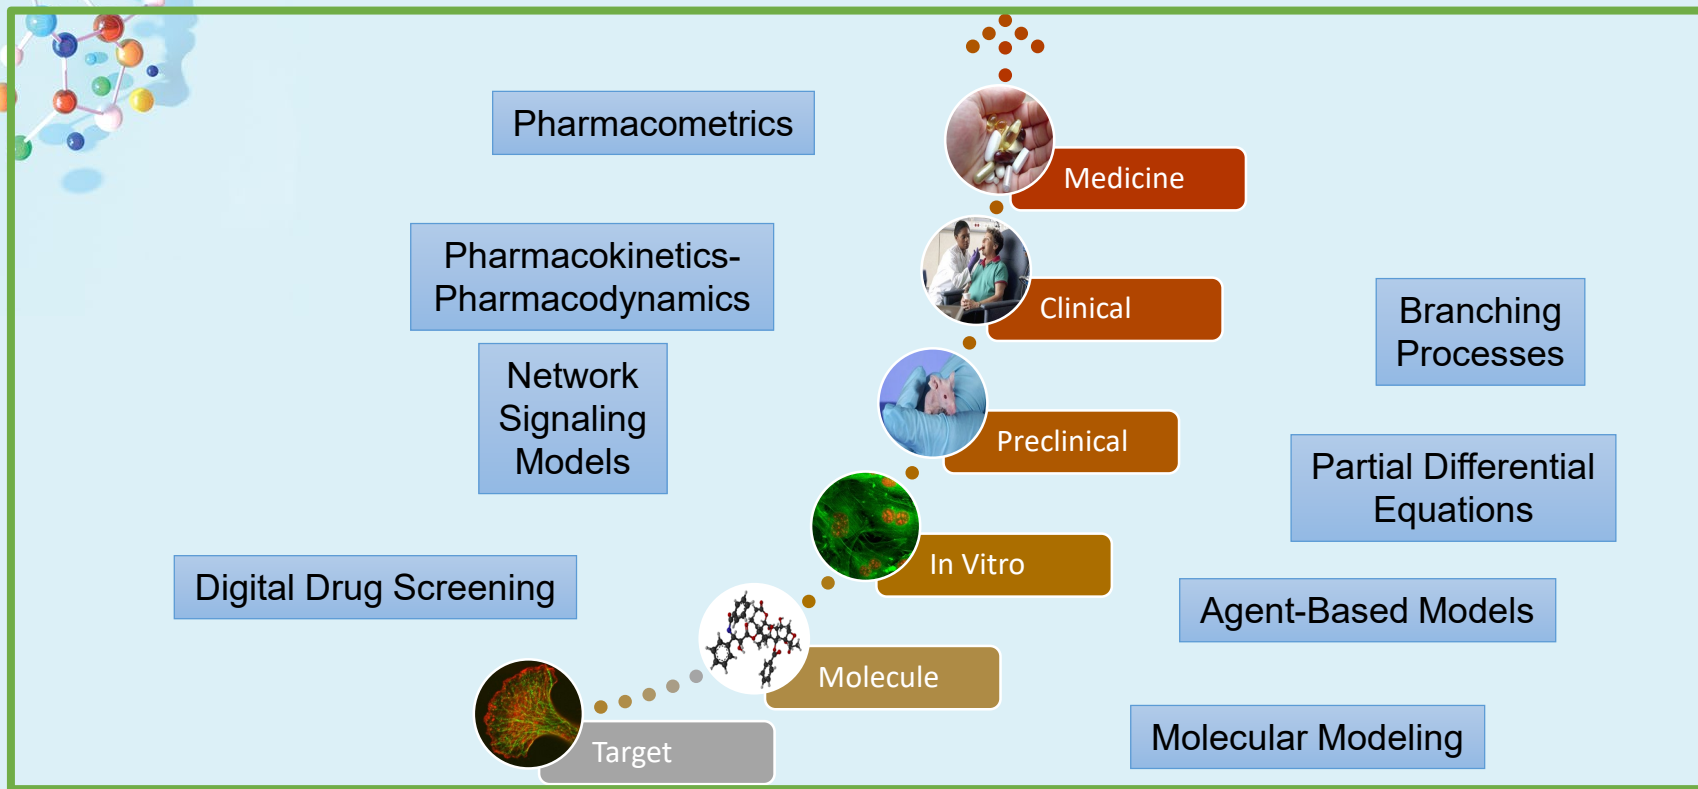 Pharmacometrics
Medicine
Pharmacokinetics-
Pharmacodynamics
Clinical
Branching
Processes
Network
Signaling
Models
Preclinical
Partial Differential
Equations
In Vitro
Digital Drug Screening
Agent-Based Models
Molecule
Molecular Modeling
Target